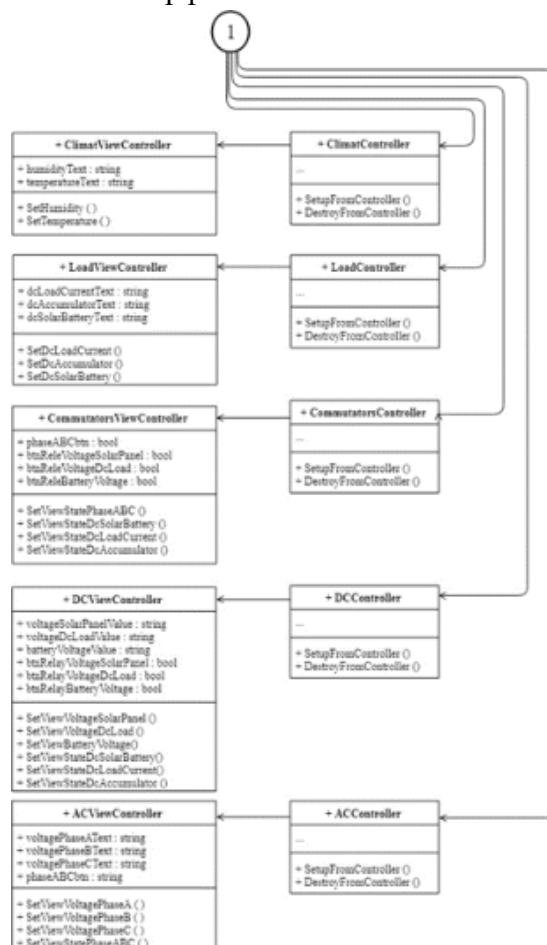 1
+ ClimatViewController
+ humidityText : string
+ temperatureText : string
+ SetHumidity ( )
+ SetTemperature ( )
+ ClimatController
...
+ SetupFromController ()
+ DestroyFromController ()
+ LoadViewController
+ dcLoadCurrentText : string
+ dcAccumulatorText : string
+ dcSolarBatteryText : string
+ SetDcLoadCurrent ()
+ SetDcAccumulator ()
+ SetDcSolarBattery ()
+ LoadController
...
+ SetupFromController ()
+ DestroyFromController ()
+ CommutatorsViewController
+ phaseABCbtn : bool
+ btnReleVoltageSolarPanel : bool
+ btnReleVoltageDcLoad : bool
+ btnReleBatteryVoltage : bool
+ SetViewStatePhaseABC ()
+ SetViewStateDcSolarBattery ()
+ SetViewStateDcLoadCurrent ()
+ SetViewStateDcAccumulator ()
+ CommutatorsController
...
+ SetupFromController ()
+ DestroyFromController ()
+ DCViewController
+ voltageSolarPanelValue : string
+ voltageDcLoadValue : string
+ batteryVoltageValue : string
+ btnRelayVoltageSolarPanel : bool
+ btnRelayVoltageDcLoad : bool
+ btnRelayBatteryVoltage : bool
+ SetViewVoltageSolarPanel ()
+ SetViewVoltageDcLoad ()
+ SetViewBatteryVoltage()
+ SetViewStateDcSolarBattery()
+ SetViewStateDcLoadCurrent()
+ SetViewStateDcAccumulator ()
+ DCController
...
+ SetupFromController ()
+ DestroyFromController ()
+ ACViewController
+ voltagePhaseAText : string
+ voltagePhaseBText : string
+ voltagePhaseCText : string
+ phaseABCbtn : string
+ SetViewVoltagePhaseA ( )
+ SetViewVoltagePhaseB ( )
+ SetViewVoltagePhaseC ( )
+ SetViewStatePhaseABC ( )
+ ACController
...
+ SetupFromController ()
+ DestroyFromController ()